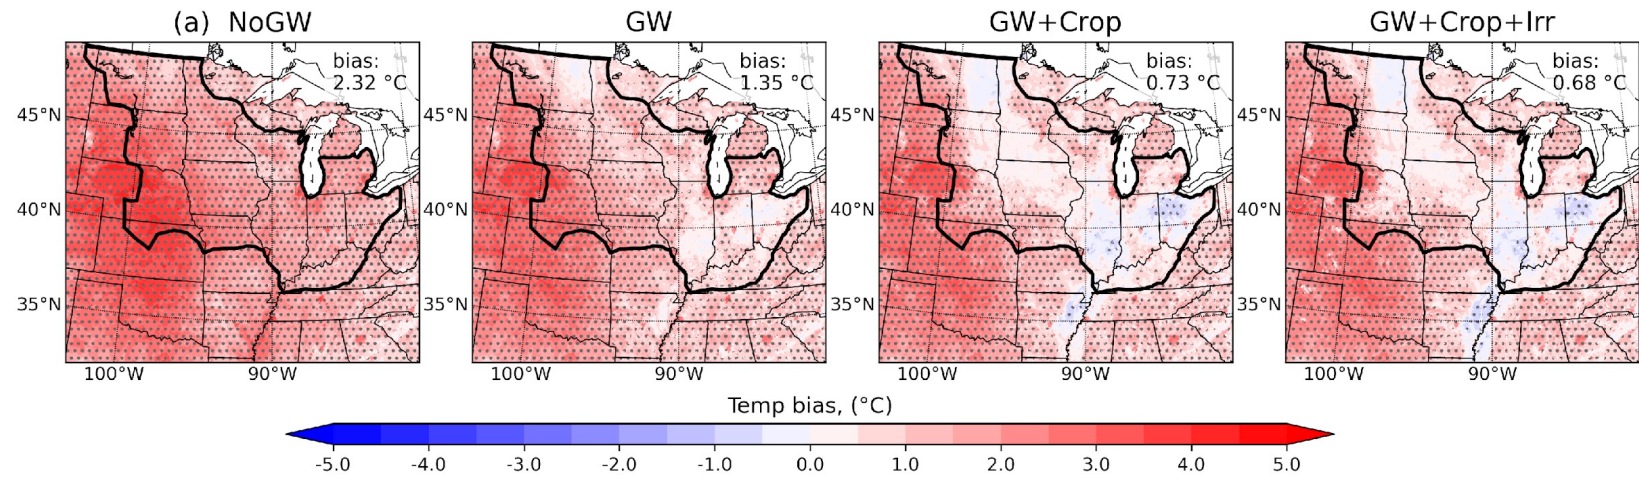 (a) NoGW
GW
GW+Crop
GW+Crop+Irr
bias:
2.32 °C
bias:
1.35 °C
bias:
0.73 °C
bias:
0.68 °C
45°N
40°N
35°N
100°W
90°W
45°N
40°N
35°N
100°W
90°W
45°N
40°N
35°N
100°W
90°W
45°N
40°N
35°N
100°W
90°W
Temp bias, (°C)
-5.0 -4.0 -3.0 -2.0 -1.0 0.0 1.0 2.0 3.0 4.0 5.0